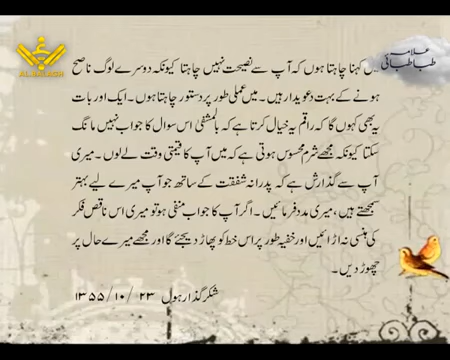 علامہ
طباطبائیؒ
AL-BALAGH
میں کہنا چاہتا ہوں کہ آپ سے نصیحت نہیں چاہتا کیونکہ دوسرے لوگ ناصح
ہونے کے بہت دعویدار ہیں۔ میں عملی طور پر دستور چاہتا ہوں۔ ایک اور بات
یہ بھی کہوں گا کہ راقم یہ خیال کرتا ہے کہ بالمشفیٰ اس سوال کا جواب نہیں مانگ
سکتا کیونکہ مجھے شرم محسوس ہوتی ہے کہ میں آپ کا قیمتی وقت لے لوں۔ میری
آپ سے گذارش ہے کہ پدرانہ شفقت کے ساتھ جو آپ میرے لیے بہتر
سمجھتے ہیں، میری مدد فرمائیں۔ اگر آپ کا جواب منفی ہو تو میری اس ناقص فکر
کی ہنسی نہ اڑائیں اور خفیہ طور پر اس خط کو پھاڑ دیجئے گا اور مجھے میرے حال پر
چھوڑ دیں۔
شکر گذار ہوں ۲۳ /۱۰/ ۱۳۵۵